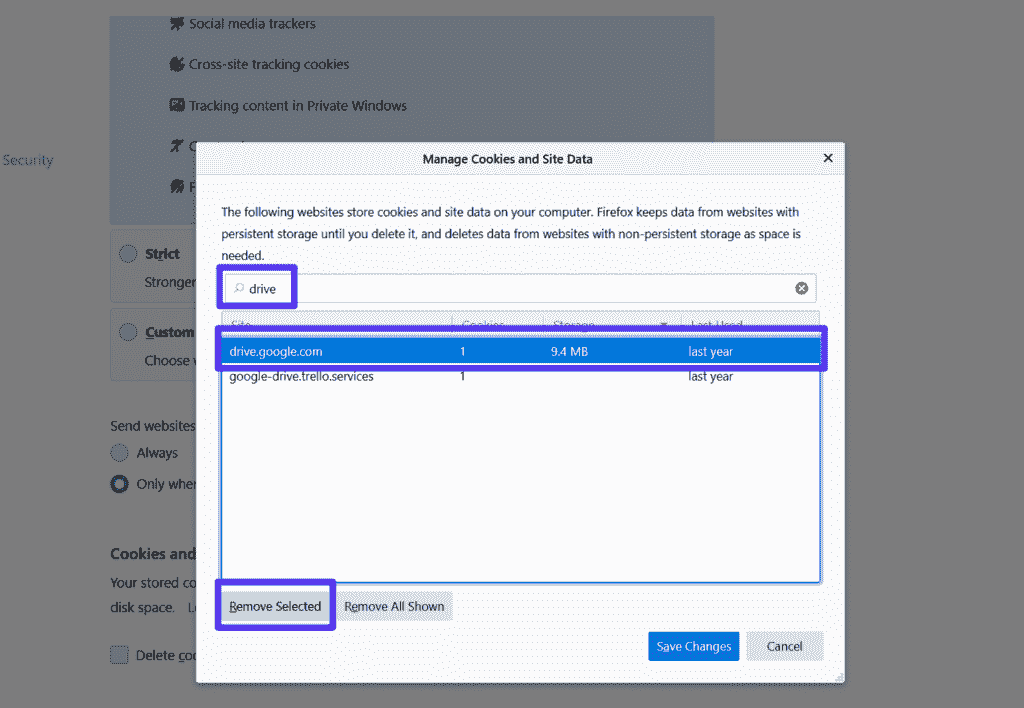 Social media trackers
Cross-site tracking cookies
Tracking content in Private Windows
Security
Manage Cookies and Site Data
The following websites store cookies and site data on your computer. Firefox keeps data from websites with
persistent storage until you delete it, and deletes data from websites with non-persistent storage as space is
needed.
Strict
Stronger
drive
Site Cookies Storage Last Used
Custom
drive.google.com 1 9.4 MB last year
Choose
google-drive.trello.services 1 last year
Send websites
Always
Only when
Cookies and
Your stored
disk space.
Remove Selected Remove All Shown
Save Changes Cancel
Delete